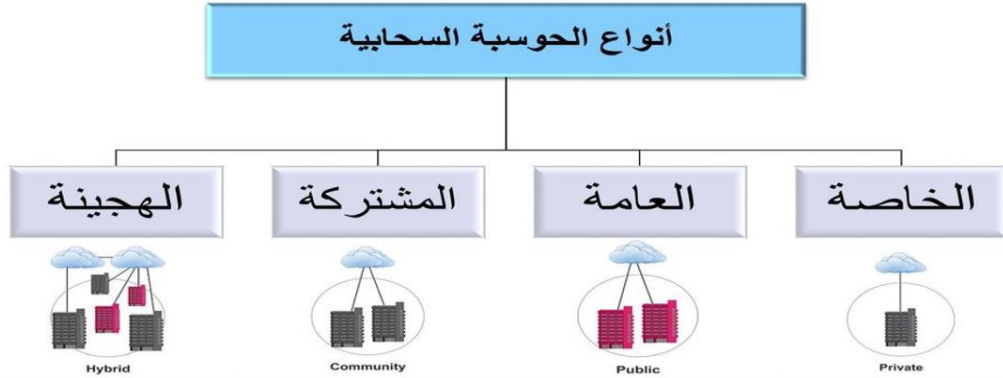 أنواع الحوسبة السحابية
الخاصة
العامة
المشتركة
الهجينة
Private
Public
Community
Hybrid